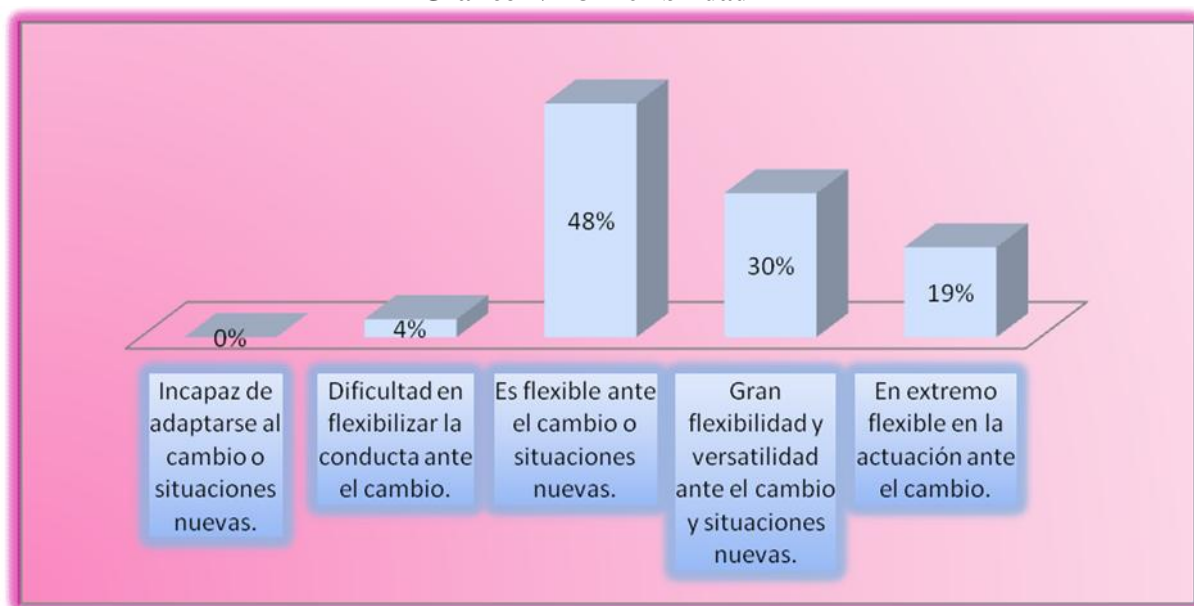 48%
30%
19%
4%
0%
Incapaz de
adaptarse al
cambio o
situaciones
nuevas.
Dificultad en
flexibilizar la
conducta ante
el cambio.
Es flexible ante
el cambio o
situaciones
nuevas.
Gran
flexibilidad y
versatilidad
ante el cambio
y situaciones
nuevas.
En extremo
flexible en la
actuación ante
el cambio.